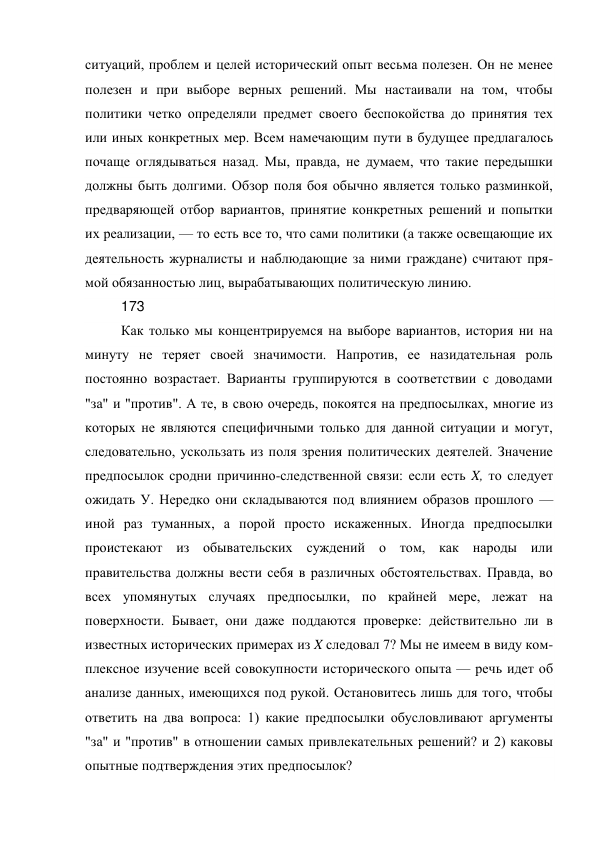 ситуаций, проблем и целей исторический опыт весьма полезен. Он не менее
полезен и при выборе верных решений. Мы настаивали на том, чтобы
политики четко определяли предмет своего беспокойства до принятия тех
или иных конкретных мер. Всем намечающим пути в будущее предлагалось
почаще оглядываться назад. Мы, правда, не думаем, что такие передышки
должны быть долгими. Обзор поля боя обычно является только разминкой,
предваряющей отбор вариантов, принятие конкретных решений и попытки
их реализации, — то есть все то, что сами политики (а также освещающие их
деятельность журналисты и наблюдающие за ними граждане) считают пря-
мой обязанностью лиц, вырабатывающих политическую линию.
173
Как только мы концентрируемся на выборе вариантов, история ни на
минуту не теряет своей значимости. Напротив, ее назидательная роль
постоянно возрастает. Варианты группируются в соответствии с доводами
"за" и "против". А те, в свою очередь, покоятся на предпосылках, многие из
которых не являются специфичными только для данной ситуации и могут,
следовательно, ускользать из поля зрения политических деятелей. Значение
предпосылок сродни причинно-следственной связи: если есть X, то следует
ожидать У. Нередко они складываются под влиянием образов прошлого —
иной раз туманных, а порой просто искаженных. Иногда предпосылки
проистекают из обывательских суждений о том, как народы или
правительства должны вести себя в различных обстоятельствах. Правда, во
всех упомянутых случаях предпосылки, по крайней мере, лежат на
поверхности. Бывает, они даже поддаются проверке: действительно ли в
известных исторических примерах из X следовал 7? Мы не имеем в виду ком-
плексное изучение всей совокупности исторического опыта — речь идет об
анализе данных, имеющихся под рукой. Остановитесь лишь для того, чтобы
ответить на два вопроса: 1) какие предпосылки обусловливают аргументы
"за" и "против" в отношении самых привлекательных решений? и 2) каковы
опытные подтверждения этих предпосылок?